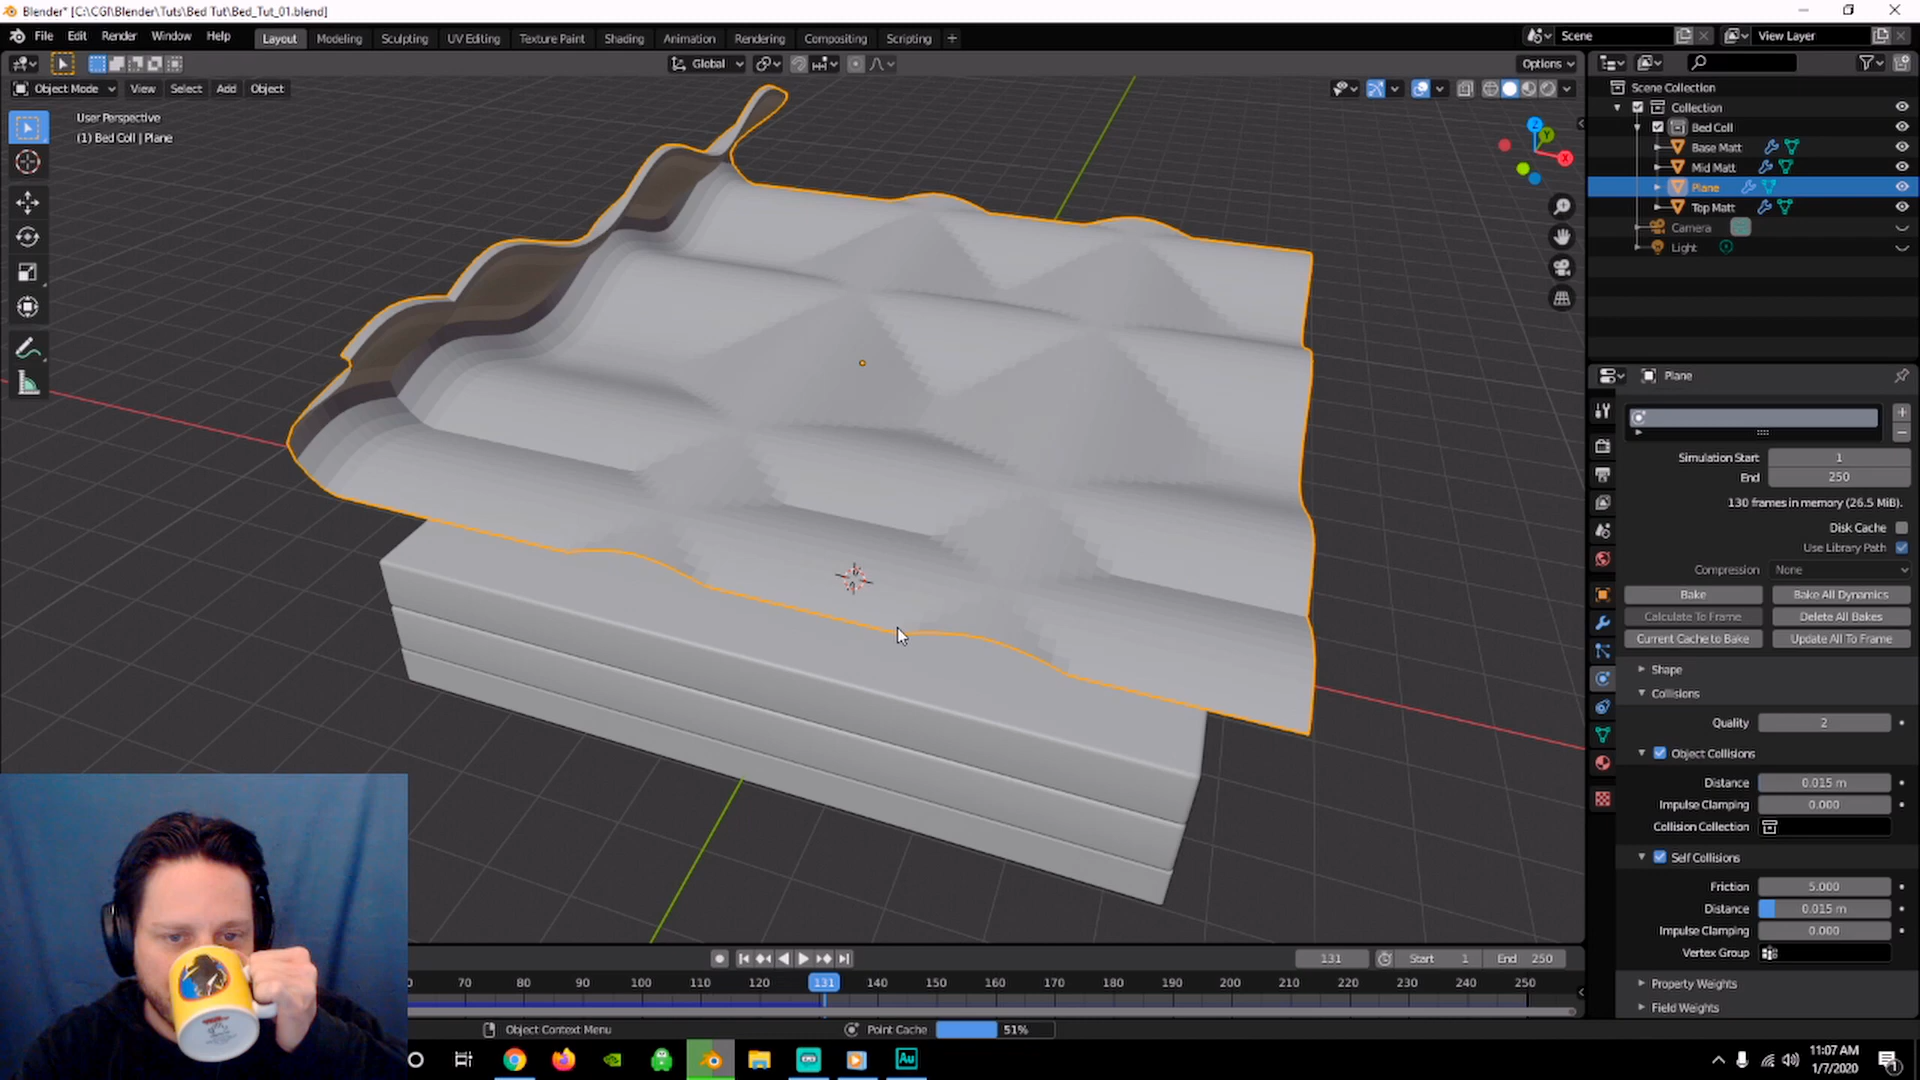 Blender* [C:\CGI\Blender\Tuts\Bed Tut\Bed_Tut_01.blend]
File Edit Render Window Help
Layout Modeling Sculpting UV Editing Texture Paint Shading Animation Rendering Compositing Scripting +
Scene
View Layer
Global
Options
Object Mode View Select Add Object
User Perspective
(1) Bed Coll | Plane
Z
Y
X
Scene Collection
Collection
Bed Coll
Base Matt
Mid Matt
Plane
Top Matt
Camera
Light
Plane
Simulation Start 1
End 250
130 frames in memory (26.5 MiB).
Disk Cache
Use Library Path
Compression None
Bake Bake All Dynamics
Calculate To Frame Delete All Bakes
Current Cache to Bake Update All To Frame
Shape
Collisions
Quality 2
Object Collisions
Distance 0.015 m
Impulse Clamping 0.000
Collision Collection
Self Collisions
Friction 5.000
Distance 0.015 m
Impulse Clamping 0.000
Vertex Group
Property Weights
Field Weights
131 Start 1 End 250
0 70 80 90 100 110 120 131 140 150 160 170 180 190 200 210 220 230 240 250
Object Context Menu
Point Cache 51%
Au
11:07 AM
1/7/2020
1